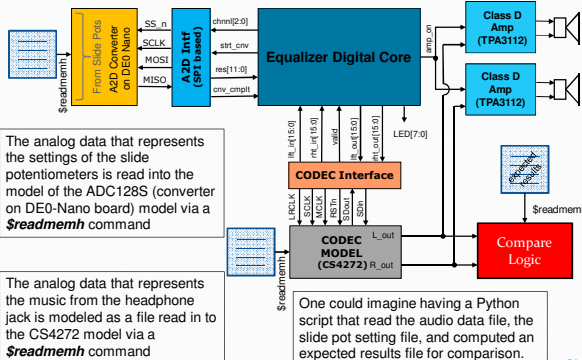 SS_n
SCLK
MOSI
MISO
$readmemh
From Slide Pots
A2D Converter
on DE0 Nano
A2D Intf
(SPI based)
chnnl[2:0]
strt_cnv
res[11:0]
cnv_cmplt
Equalizer Digital Core
amp_on
Class D
Amp
(TPA3112)
Class D
Amp
(TPA3112)
LED[7:0]
lft_in[15:0]
rht_in[15:0]
valid
lft_out[15:0]
rht_out[15:0]
The analog data that represents
the settings of the slide
potentiometers is read into the
model of the ADC128S (converter
on DE0-Nano board) model via a
$readmemh command
CODEC Interface
LRCLK
SCLK
MCLK
RSTn
SDout
SDin
expected
results
$readmem
$readmemh
CODEC
MODEL
(CS4272)
L_out
R_out
Compare
Logic
The analog data that represents
the music from the headphone
jack is modeled as a file read in to
the CS4272 model via a
$readmemh command
One could imagine having a Python
script that read the audio data file, the
slide pot setting file, and computed an
expected results file for comparison.